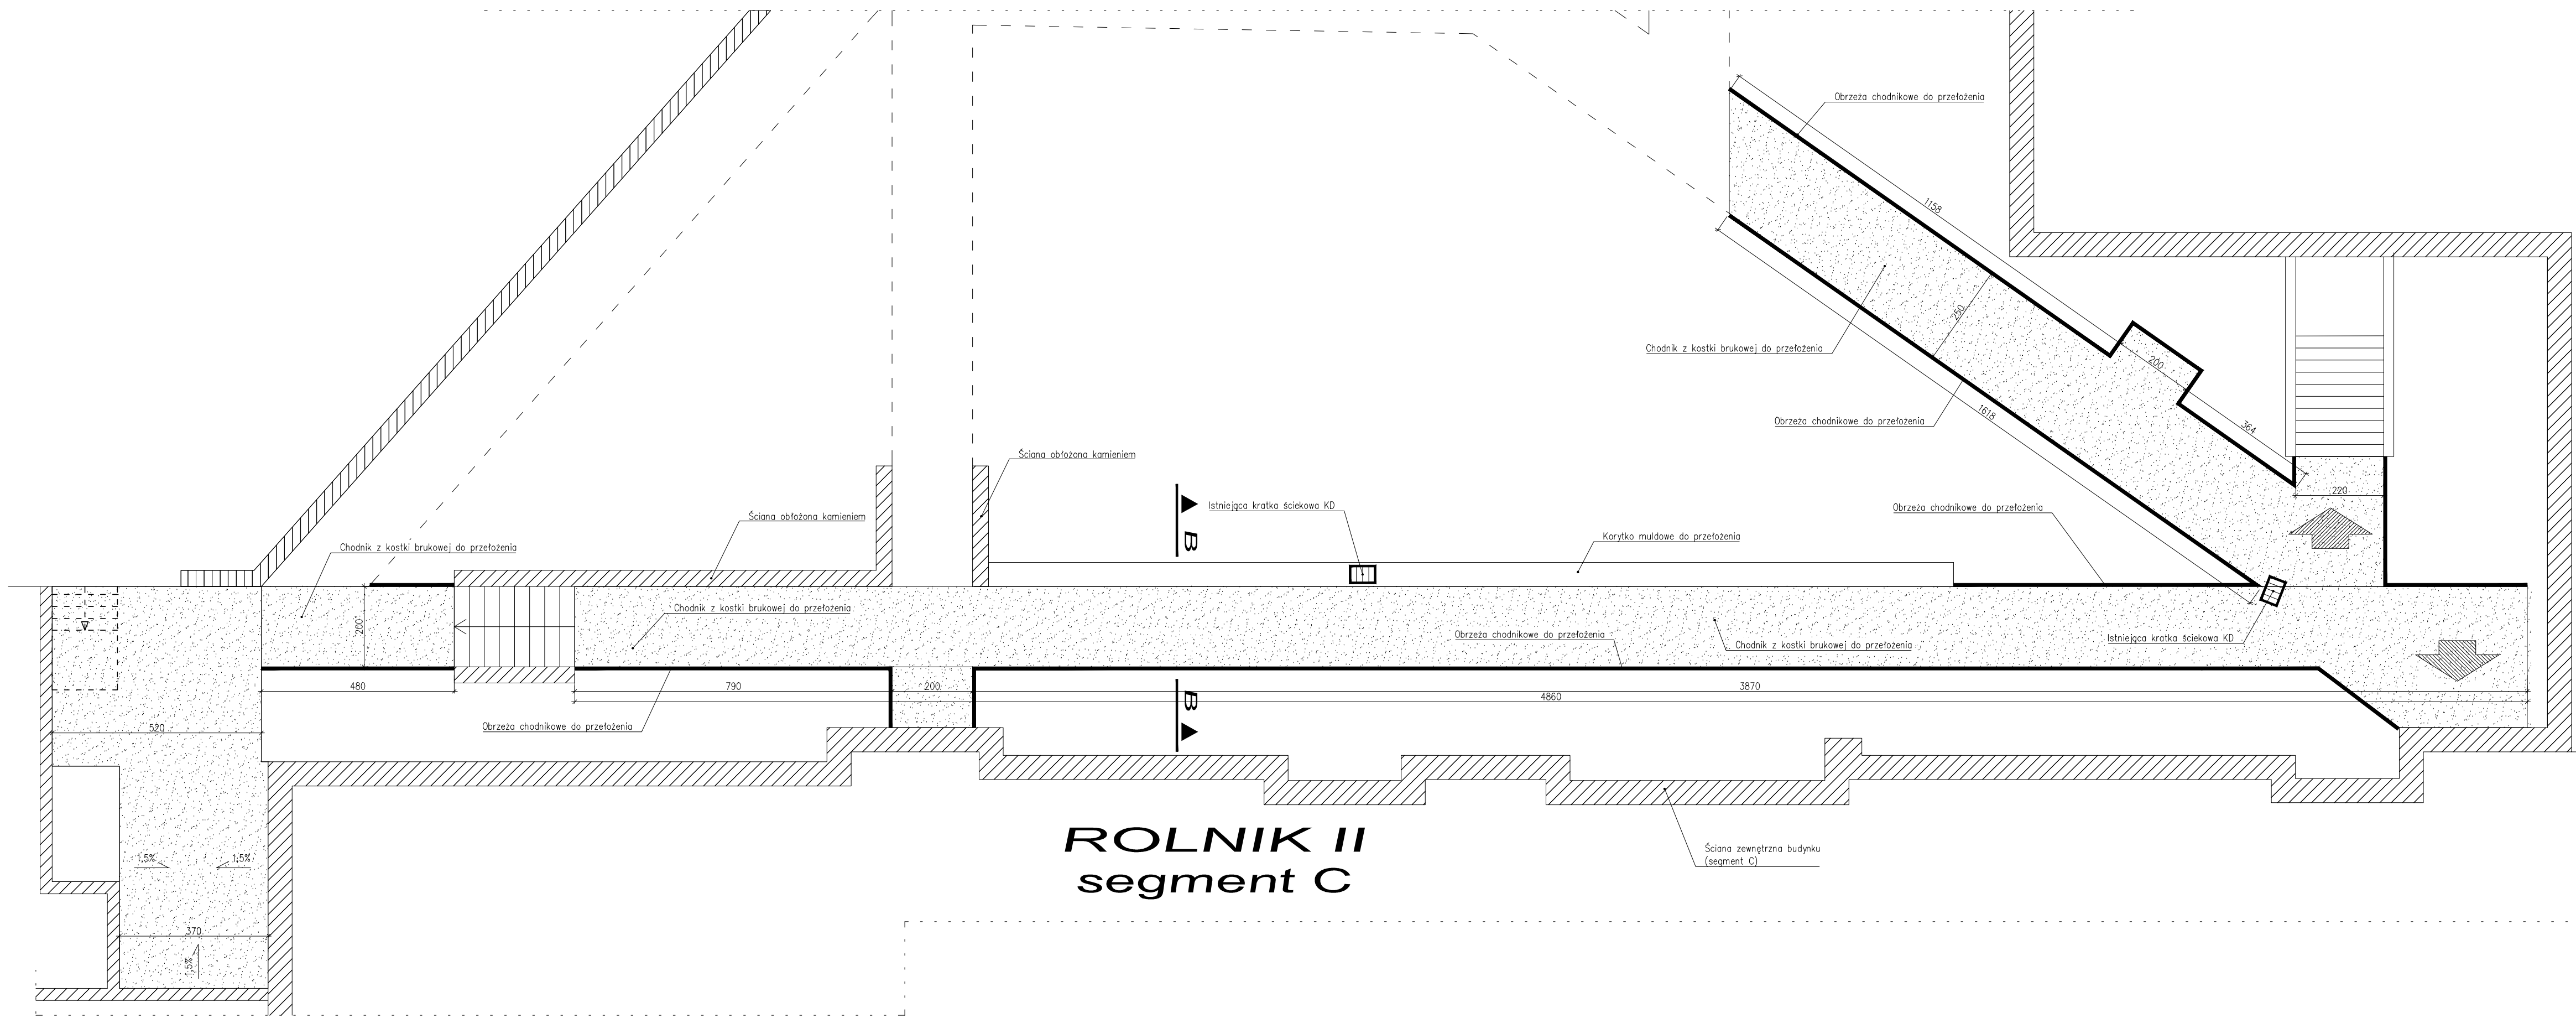 Obrzeża chodnikowe do przełożenia
1158
250
Chodnik z kostki brukowej do przełożenia
200
Obrzeża chodnikowe do przełożenia
1618
364
Ściana obłożona kamieniem
220
Istniejąca kratka ściekowa KD
Obrzeża chodnikowe do przełożenia
Ściana obłożona kamieniem
B
Korytko muldowe do przełożenia
Chodnik z kostki brukowej do przełożenia
Chodnik z kostki brukowej do przełożenia
200
Obrzeża chodnikowe do przełożenia
Istniejąca kratka ściekowa KD
Chodnik z kostki brukowej do przełożenia
480
790
200
3870
4860
B
Obrzeża chodnikowe do przełożenia
520
ROLNIK II
segment C
Ściana zewnętrzna budynku
(segment C)
1,5%
1,5%
370
1,5%